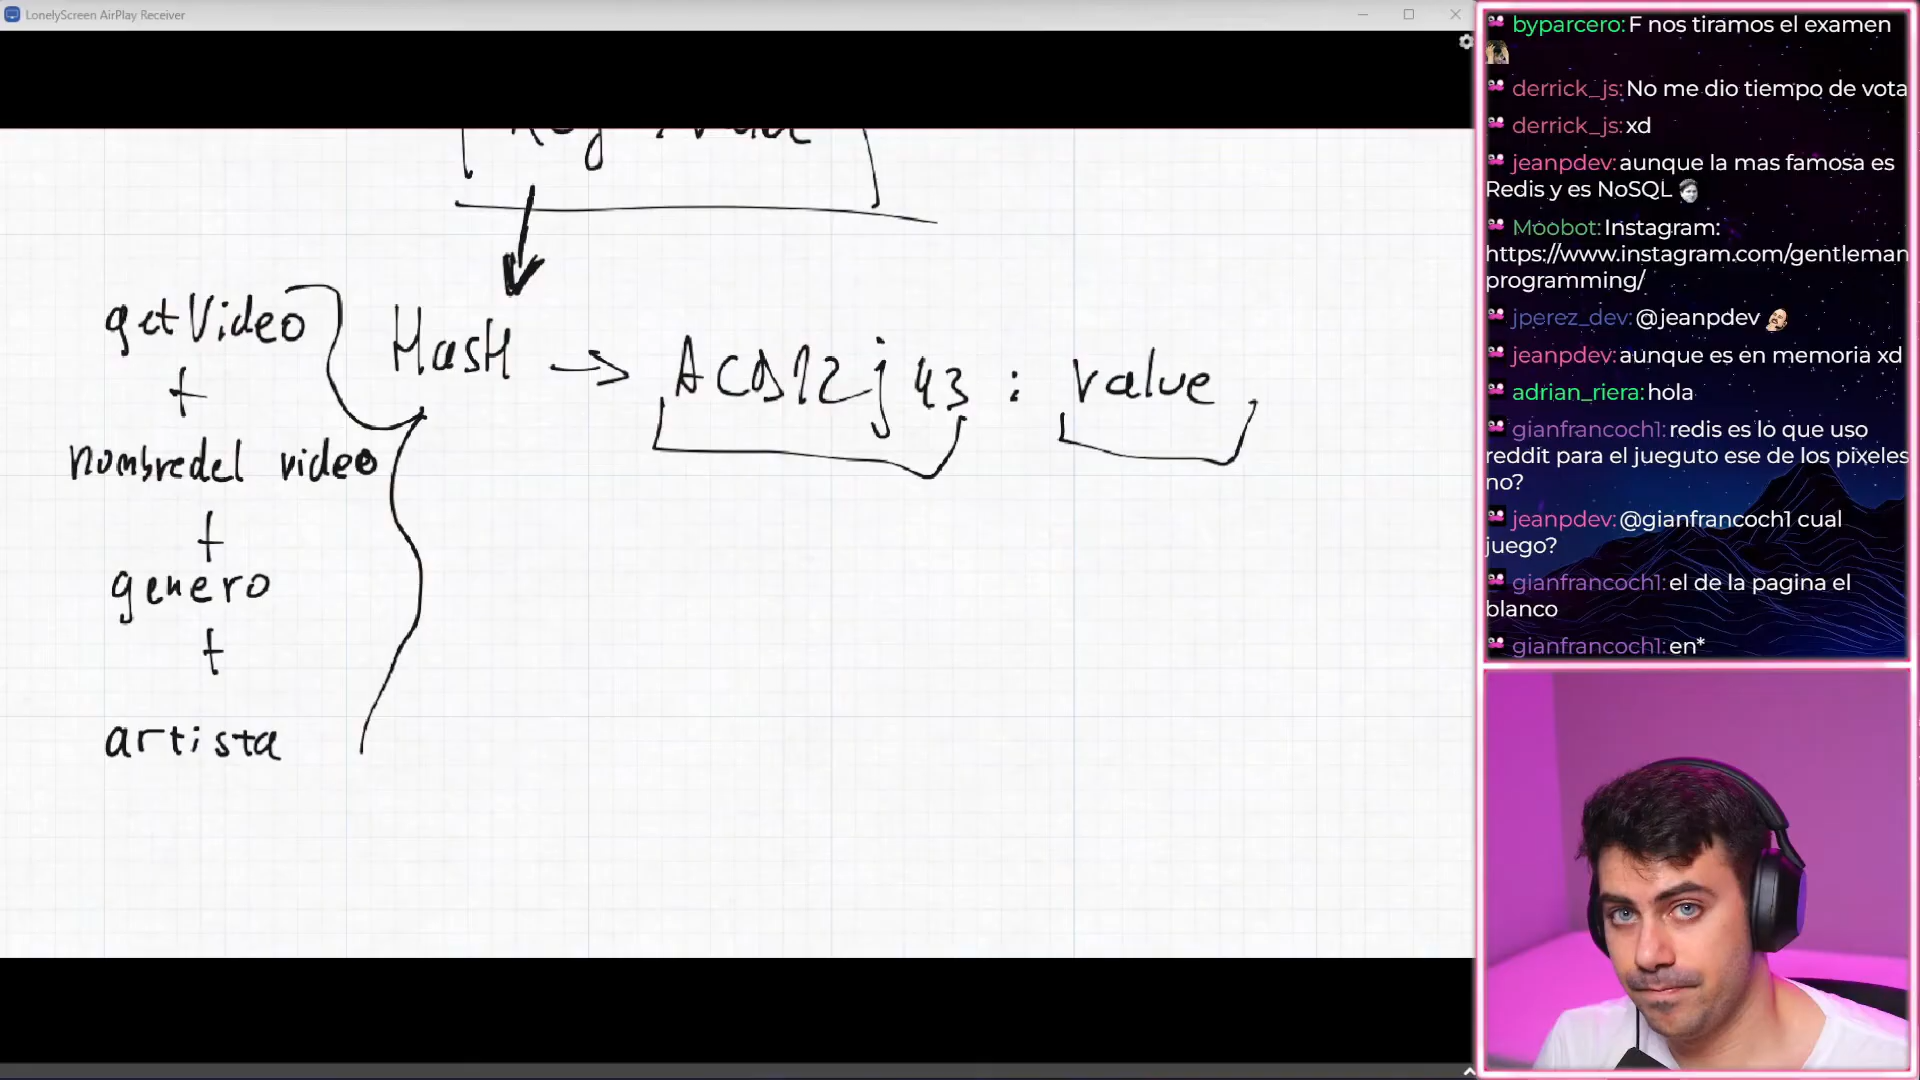 LonelyScreen AirPlay Receiver
getVideo
+
nombredel video
+
genero
+
artista
HasH → ACD12j43 : value
byparcero: F nos tiramos el examen
derrick_js: No me dio tiempo de vota
derrick_js: xd
jeanpdev: aunque la mas famosa es
Redis y es NoSQL
Moobot: Instagram:
https://www.instagram.com/gentleman
programming/
jperez_dev: @jeanpdev
jeanpdev: aunque es en memoria xd
adrian_riera: hola
gianfrancoch1: redis es lo que uso
reddit para el jueguto ese de los pixeles
no?
jeanpdev: @gianfrancoch1 cual
juego?
gianfrancoch1: el de la pagina el
blanco
gianfrancoch1: en*